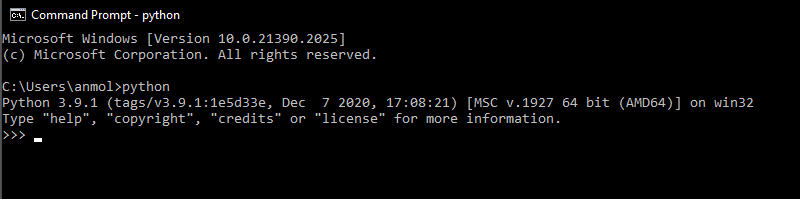 Command Prompt - python
Microsoft Windows [Version 10.0.21390.2025]
(c) Microsoft Corporation. All rights reserved.
C:\Users\anmol>python
Python 3.9.1 (tags/v3.9.1:1e5d33e, Dec  7 2020, 17:08:21) [MSC v.1927 64 bit (AMD64)] on win32
Type "help", "copyright", "credits" or "license" for more information.
>>> _